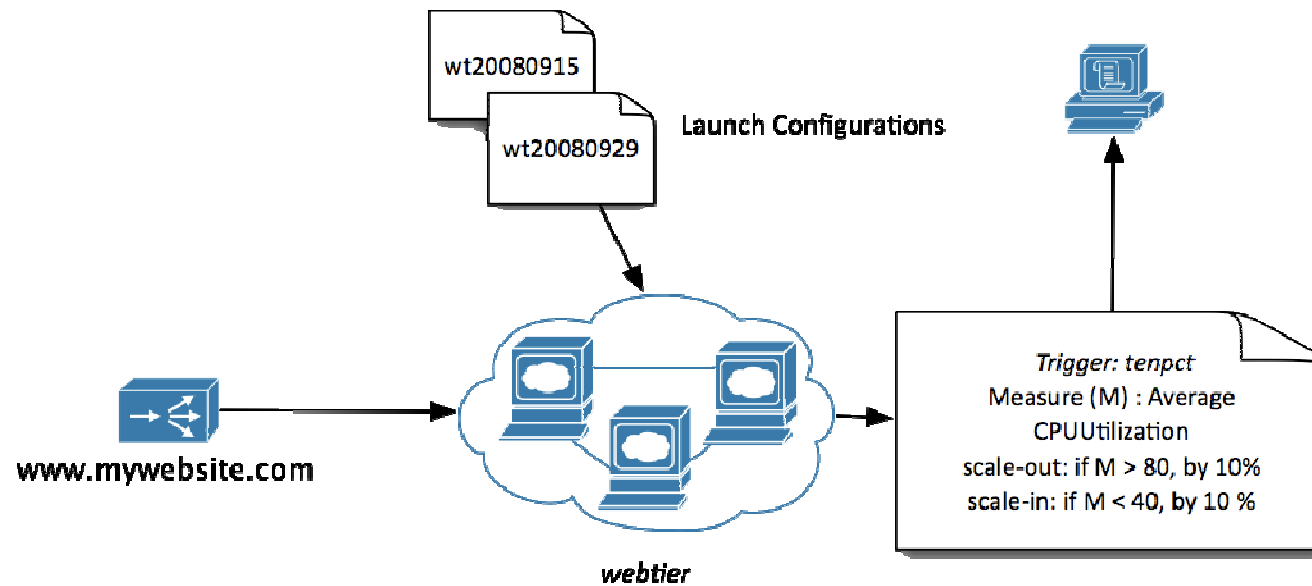 wt20080915
wt20080929
Launch Configurations
www.mywebsite.com
webtier
Trigger: tenpct
Measure (M) : Average
CPUUtilization
scale-out: if M > 80, by 10%
scale-in: if M < 40, by 10 %